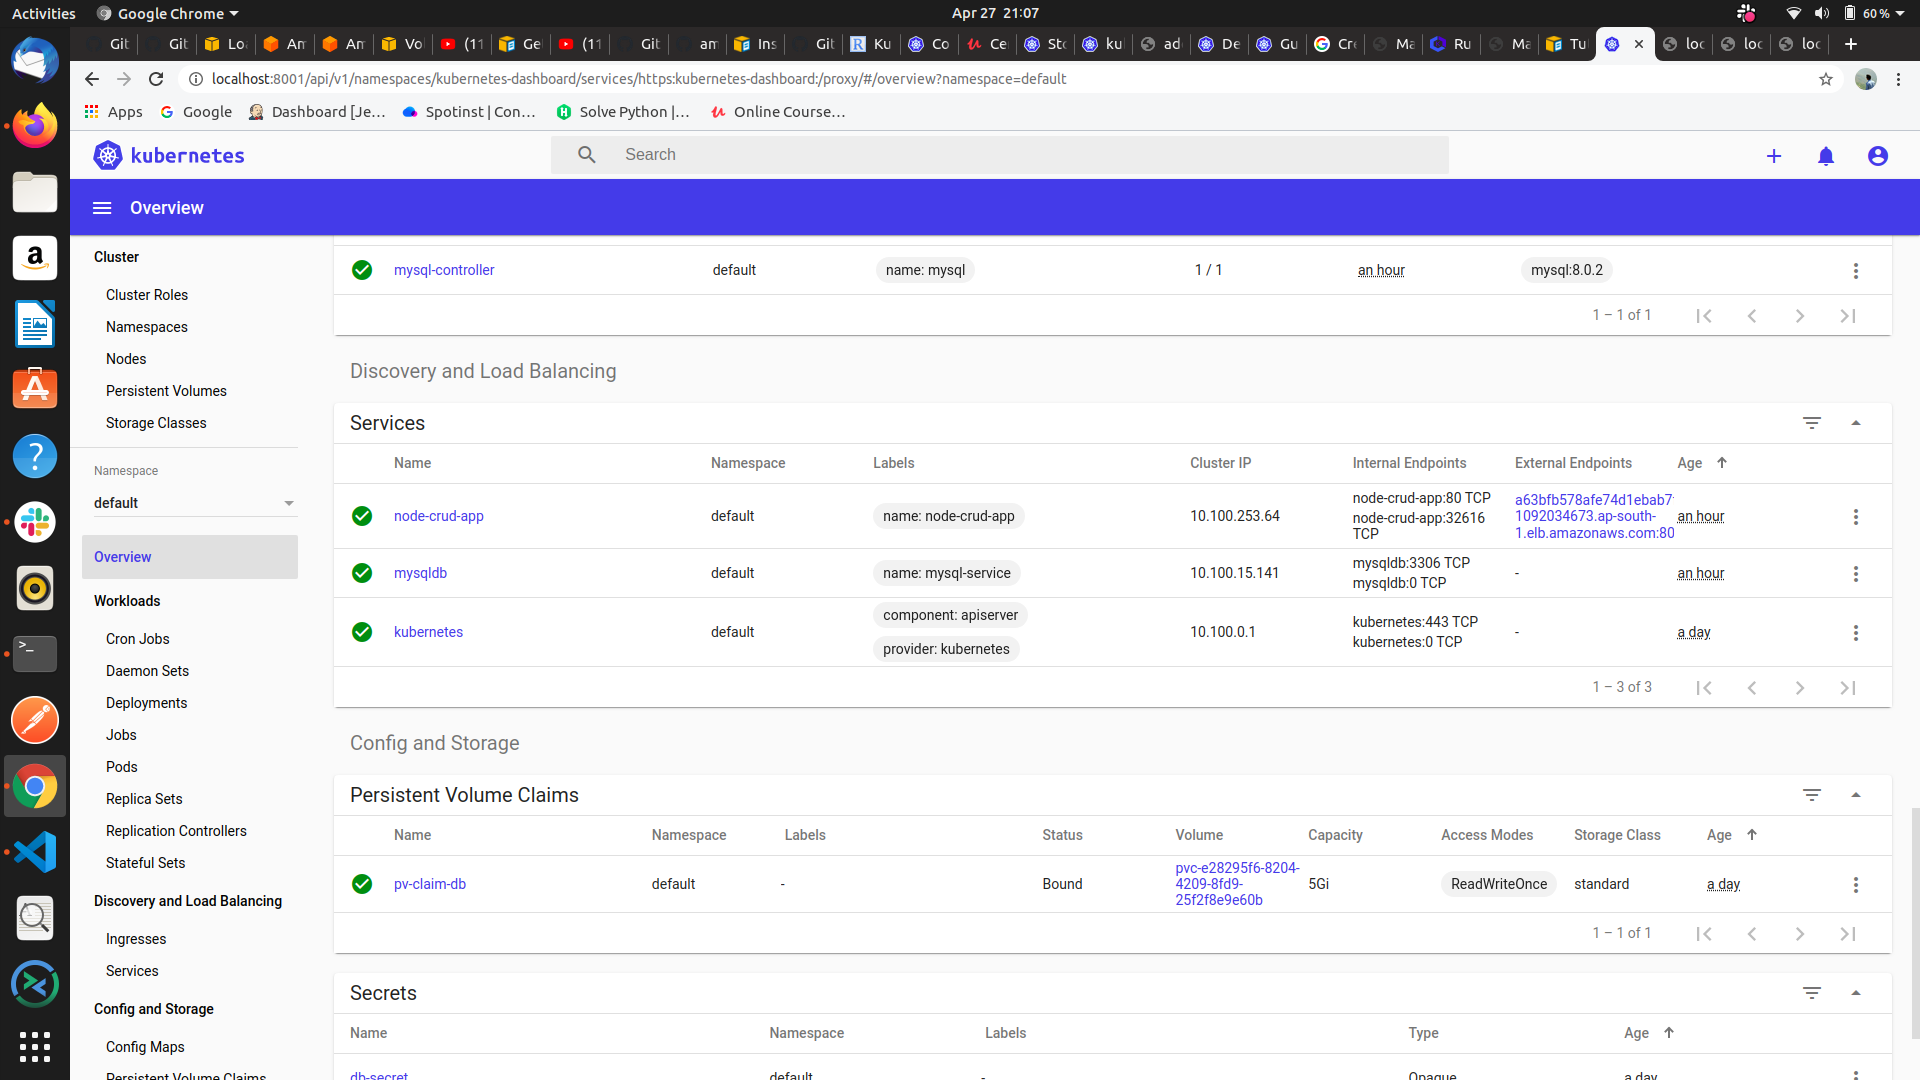 Activities
Google Chrome
Apr 27 21:07
60 %
Git
Git
Loa
Am
Am
Vol
(11
Get
(11
Git
am
Ins
Git
Ku
Co
Cer
Sto
kub
ado
De
Gu
Cre
Ma
Ru
Ma
Tut
loc
loc
loc
localhost:8001/api/v1/namespaces/kubernetes-dashboard/services/https:kubernetes-dashboard:/proxy/#/overview?namespace=default
Apps
Google
Dashboard [Je...
Spotinst | Con...
Solve Python |...
Online Course...
kubernetes
Search
Overview
Cluster
Cluster Roles
Namespaces
Nodes
Persistent Volumes
Storage Classes
Namespace
default
Overview
Workloads
Cron Jobs
Daemon Sets
Deployments
Jobs
Pods
Replica Sets
Replication Controllers
Stateful Sets
Discovery and Load Balancing
Ingresses
Services
Config and Storage
Config Maps
Persistent Volume Claims
mysql-controller default name: mysql 1 / 1 an hour mysql:8.0.2
1 – 1 of 1
Discovery and Load Balancing
Services
Name Namespace Labels Cluster IP Internal Endpoints External Endpoints Age
node-crud-app default name: node-crud-app 10.100.253.64
node-crud-app:80 TCP
node-crud-app:32616
TCP
a63bfb578afe74d1ebab7
1092034673.ap-south-
1.elb.amazonaws.com:80
an hour
mysqldb default name: mysql-service 10.100.15.141
mysqldb:3306 TCP
mysqldb:0 TCP
- an hour
kubernetes default
component: apiserver
provider: kubernetes
10.100.0.1
kubernetes:443 TCP
kubernetes:0 TCP
- a day
1 – 3 of 3
Config and Storage
Persistent Volume Claims
Name Namespace Labels Status Volume Capacity Access Modes Storage Class Age
pv-claim-db default - Bound
pvc-e28295f6-8204-
4209-8fd9-
25f2f8e9e60b
5Gi ReadWriteOnce standard a day
1 – 1 of 1
Secrets
Name Namespace Labels Type Age
db-secret default - Opaque a day